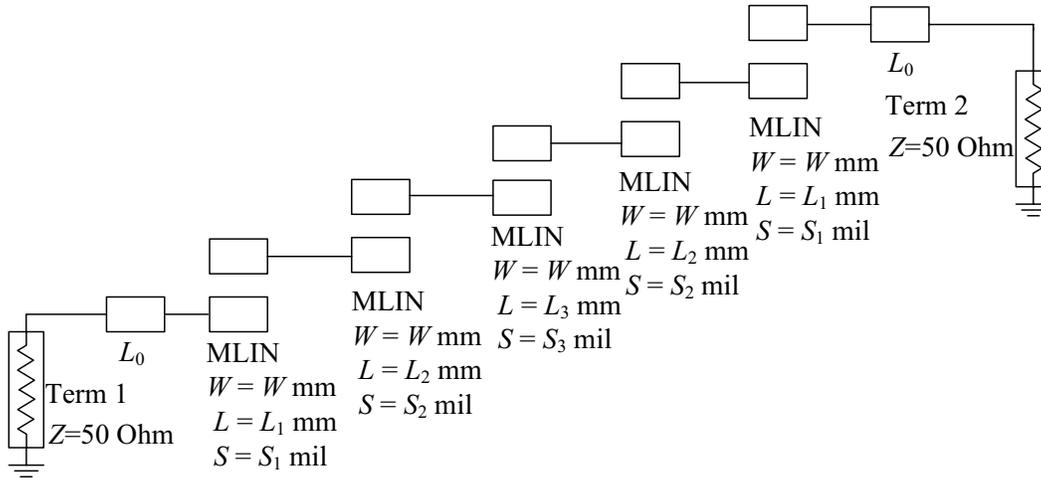 L0
Term 1
Z=50 Ohm
MLIN
W = W mm
L = L1 mm
S = S1 mil
MLIN
W = W mm
L = L2 mm
S = S2 mil
MLIN
W = W mm
L = L3 mm
S = S3 mil
MLIN
W = W mm
L = L2 mm
S = S2 mil
MLIN
W = W mm
L = L1 mm
S = S1 mil
L0
Term 2
Z=50 Ohm